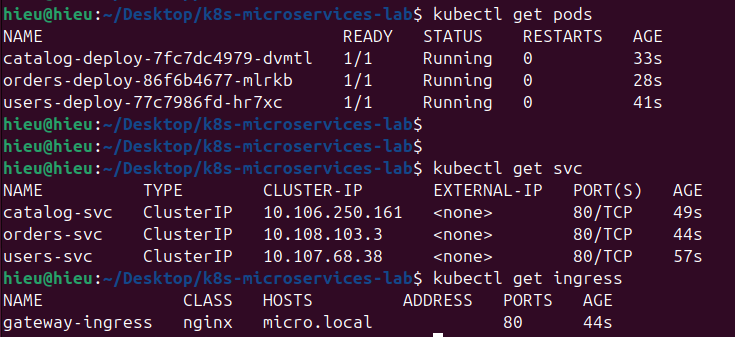 hieu@hieu:~/Desktop/k8s-microservices-lab$ kubectl get pods
NAME                            READY   STATUS    RESTARTS   AGE
catalog-deploy-7fc7dc4979-dvmtl   1/1     Running   0          33s
orders-deploy-86f6b4677-mlrkb     1/1     Running   0          28s
users-deploy-77c7986fd-hr7xc      1/1     Running   0          41s
hieu@hieu:~/Desktop/k8s-microservices-lab$
hieu@hieu:~/Desktop/k8s-microservices-lab$
hieu@hieu:~/Desktop/k8s-microservices-lab$ kubectl get svc
NAME          TYPE        CLUSTER-IP       EXTERNAL-IP   PORT(S)   AGE
catalog-svc   ClusterIP   10.106.250.161   <none>        80/TCP    49s
orders-svc    ClusterIP   10.108.103.3     <none>        80/TCP    44s
users-svc     ClusterIP   10.107.68.38     <none>        80/TCP    57s
hieu@hieu:~/Desktop/k8s-microservices-lab$ kubectl get ingress
NAME              CLASS   HOSTS         ADDRESS   PORTS   AGE
gateway-ingress   nginx   micro.local             80      44s